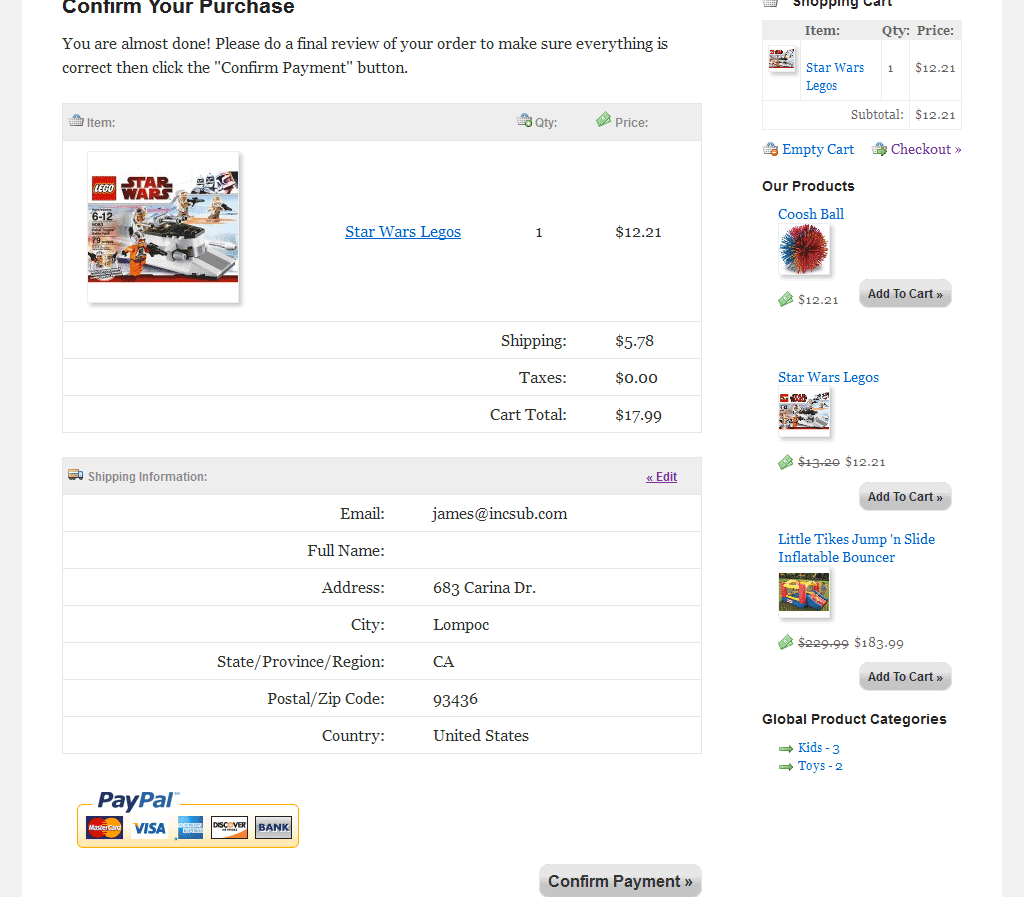 Confirm Your Purchase
You are almost done! Please do a final review of your order to make sure everything is
correct then click the "Confirm Payment" button.
Item: Qty: Price:
LEGO STAR WARS
6-12
79
Star Wars Legos 1 $12.21
Shipping: $5.78
Taxes: $0.00
Cart Total: $17.99
Shipping Information: « Edit
Email: james@incsub.com
Full Name:
Address: 683 Carina Dr.
City: Lompoc
State/Province/Region: CA
Postal/Zip Code: 93436
Country: United States
PayPal
MasterCard VISA AMERICAN EXPRESS DISCOVER BANK
Confirm Payment »
Shopping Cart
Item: Qty: Price:
Star Wars
Legos 1 $12.21
Subtotal: $12.21
Empty Cart Checkout »
Our Products
Coosh Ball
$12.21 Add To Cart »
Star Wars Legos
STAR WARS
$13.20 $12.21
Add To Cart »
Little Tikes Jump 'n Slide
Inflatable Bouncer
$229.99 $183.99
Add To Cart »
Global Product Categories
Kids - 3
Toys - 2